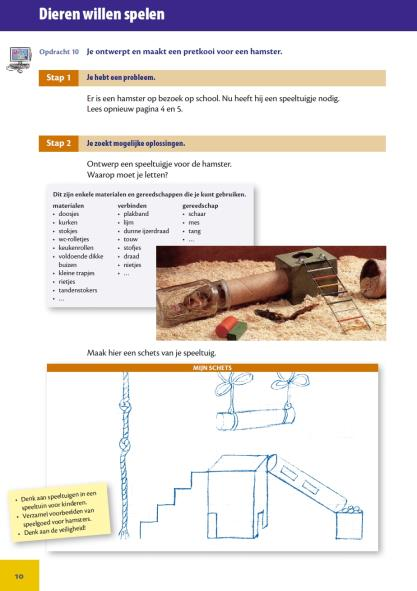 Dieren willen spelen
Opdracht 10 Je ontwerpt en maakt een pretkooi voor een hamster.
Stap 1 Je hebt een probleem.
Er is een hamster op bezoek op school. Nu heeft hij een speeltuigje nodig.
Lees opnieuw pagina 4 en 5.
Stap 2 Je zoekt mogelijke oplossingen.
Ontwerp een speeltuigje voor de hamster.
Waarop moet je letten?
Dit zijn enkele materialen en gereedschappen die je kunt gebruiken.
materialen
• doosjes
• kurken
• stokjes
• wc-rolletjes
• keukenrollen
• voldoende dikke
buizen
• kleine trapjes
• rietjes
• tandenstokers
• ...
verbinden
• plakband
• lijm
• dunne ijzerdraad
• touw
• stofjes
• draad
• nietjes
• ...
gereedschap
• schaar
• mes
• tang
• ...
Maak hier een schets van je speeltuig.
MIJN SCHETS
• Denk aan speeltuigen in een
speeltuin voor kinderen.
• Verzamel voorbeelden van
speelgoed voor hamsters.
• Denk aan de veiligheid!
10